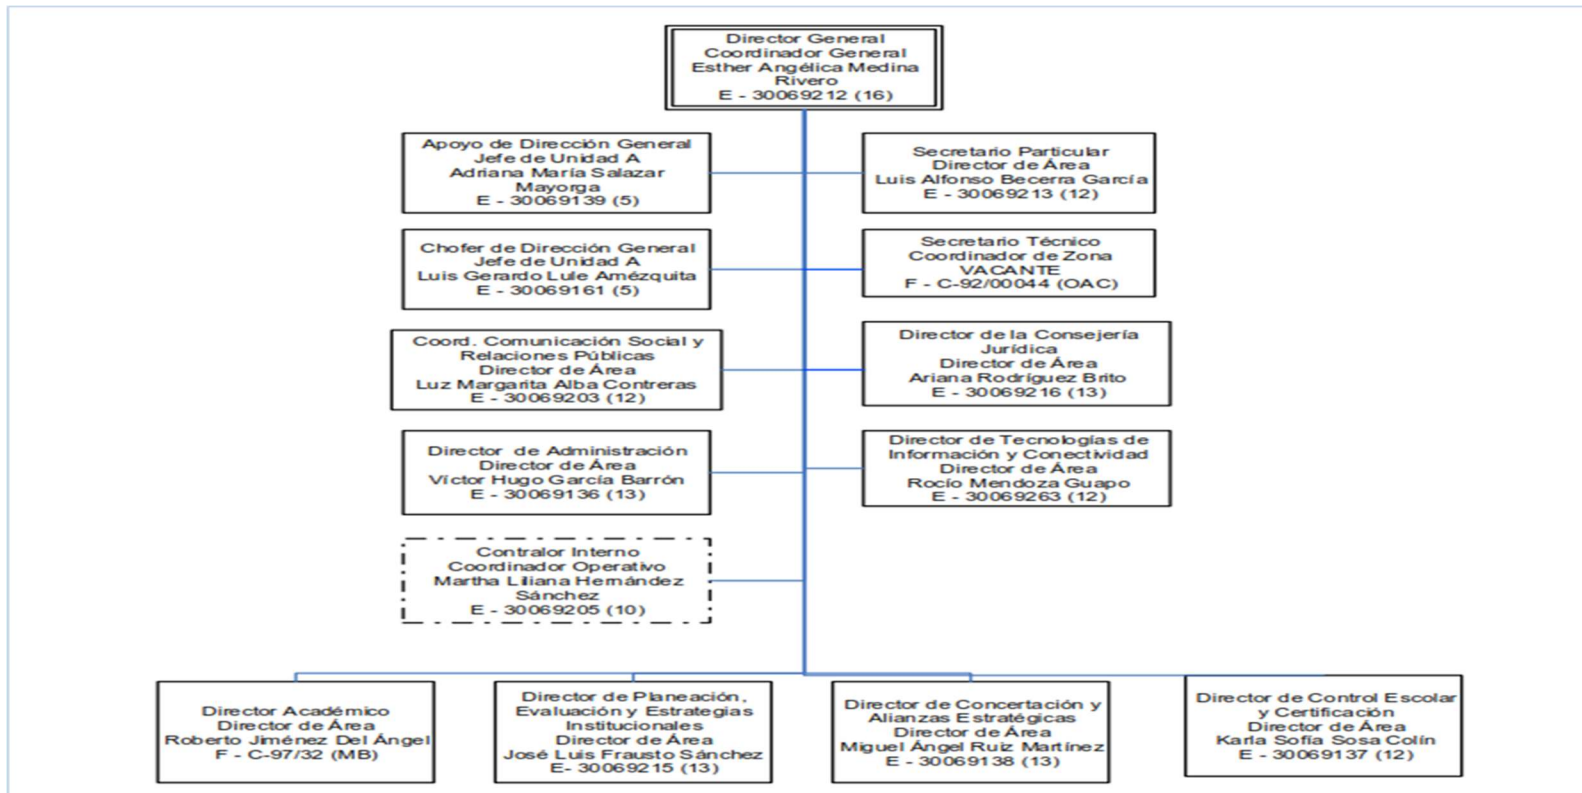 Director General
Coordinador General
Esther Angélica Medina
Rivero
E - 30069212 (16)
Apoyo de Dirección General
Jefe de Unidad A
Adriana María Salazar
Mayorga
E - 30069139 (5)
Secretario Particular
Director de Área
Luis Alfonso Becerra García
E - 30069213 (12)
Chofer de Dirección General
Jefe de Unidad A
Luis Gerardo Lule Amézquita
E - 30069161 (5)
Secretario Técnico
Coordinador de Zona
VACANTE
F - C-92/00044 (OAC)
Coord. Comunicación Social y
Relaciones Públicas
Director de Área
Luz Margarita Alba Contreras
E - 30069203 (12)
Director de la Consejería
Jurídica
Director de Área
Ariana Rodríguez Brito
E - 30069216 (13)
Director de Administración
Director de Área
Víctor Hugo García Barrón
E - 30069136 (13)
Director de Tecnologías de
Información y Conectividad
Director de Área
Rocío Mendoza Guapo
E - 30069263 (12)
Contralor Interno
Coordinador Operativo
Martha Liliana Hernández
Sánchez
E - 30069205 (10)
Director Académico
Director de Área
Roberto Jiménez Del Ángel
F - C-97/32 (MB)
Director de Planeación,
Evaluación y Estrategias
Institucionales
Director de Área
José Luis Frausto Sánchez
E- 30069215 (13)
Director de Concertación y
Alianzas Estratégicas
Director de Área
Miguel Ángel Ruiz Martínez
E - 30069138 (13)
Director de Control Escolar
y Certificación
Director de Área
Karla Sofía Sosa Colín
E - 30069137 (12)